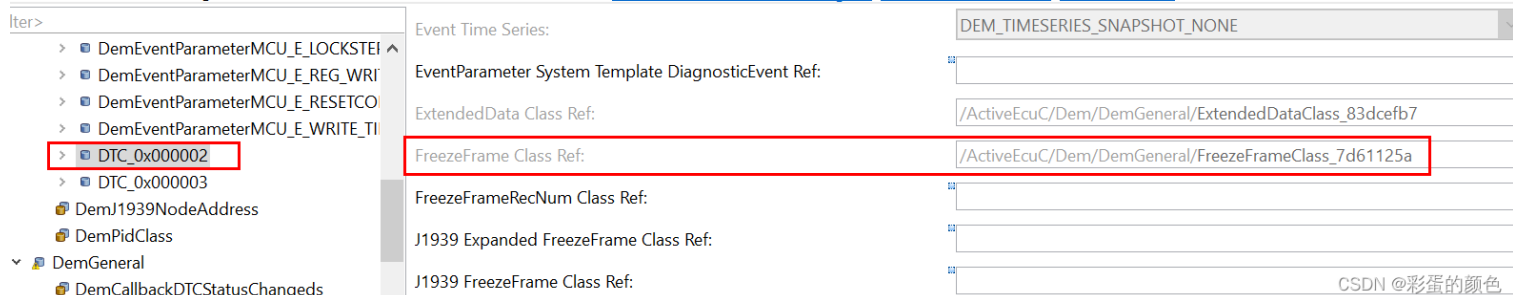 lter>
DemEventParameterMCU_E_LOCKSTEP
DemEventParameterMCU_E_REG_WRI
DemEventParameterMCU_E_RESETCO
DemEventParameterMCU_E_WRITE_TI
DTC_0x000002
DTC_0x000003
DemJ1939NodeAddress
DemPidClass
DemGeneral
DemCallbackDTCStatusChangeds
Event Time Series:
DEM_TIMESERIES_SNAPSHOT_NONE
EventParameter System Template DiagnosticEvent Ref:
ExtendedData Class Ref:
/ActiveEcuC/Dem/DemGeneral/ExtendedDataClass_83dcefb7
FreezeFrame Class Ref:
/ActiveEcuC/Dem/DemGeneral/FreezeFrameClass_7d61125a
FreezeFrameRecNum Class Ref:
J1939 Expanded FreezeFrame Class Ref:
J1939 FreezeFrame Class Ref:
CSDN @彩蛋的颜色